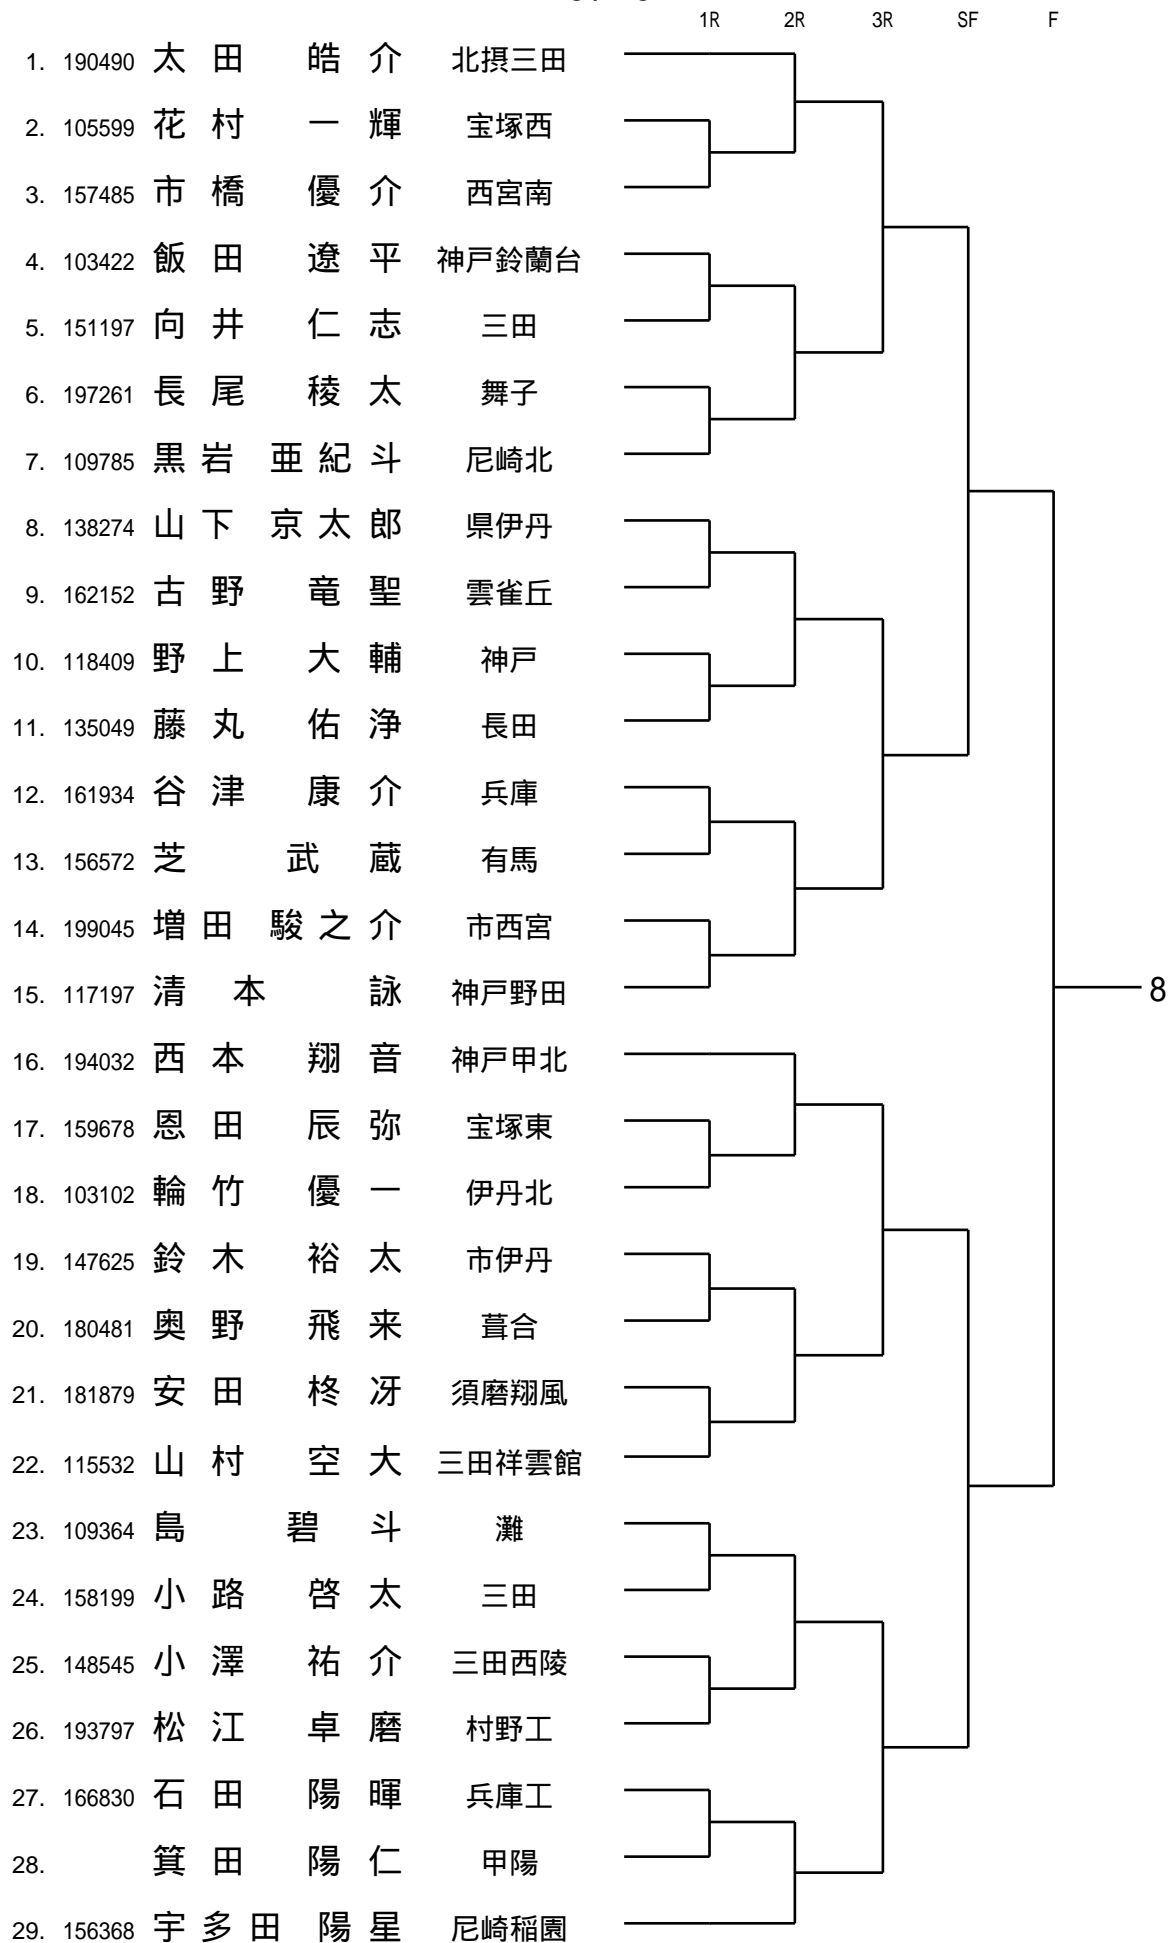 1R 2R 3R SF F
1. 190490 太田 皓介 北摂三田
2. 105599 花村 一輝 宝塚西
3. 157485 市橋 優介 西宮南
4. 103422 飯田 遼平 神戸鈴蘭台
5. 151197 向井 仁志 三田
6. 197261 長尾 稜太 舞子
7. 109785 黒岩 亜紀斗 尼崎北
8. 138274 山下 京太郎 県伊丹
9. 162152 古野 竜聖 雲雀丘
10. 118409 野上 大輔 神戸
11. 135049 藤丸 佑浄 長田
12. 161934 谷津 康介 兵庫
13. 156572 芝 武蔵 有馬
14. 199045 増田 駿之介 市西宮
15. 117197 清本 詠 神戸野田
8
16. 194032 西本 翔音 神戸甲北
17. 159678 恩田 辰弥 宝塚東
18. 103102 輪竹 優一 伊丹北
19. 147625 鈴木 裕太 市伊丹
20. 180481 奥野 飛来 葺合
21. 181879 安田 柊冴 須磨翔風
22. 115532 山村 空大 三田祥雲館
23. 109364 島 碧斗 灘
24. 158199 小路 啓太 三田
25. 148545 小澤 祐介 三田西陵
26. 193797 松江 卓磨 村野工
27. 166830 石田 陽暉 兵庫工
28. 箕田 陽仁 甲陽
29. 156368 宇多田 陽星 尼崎稲園